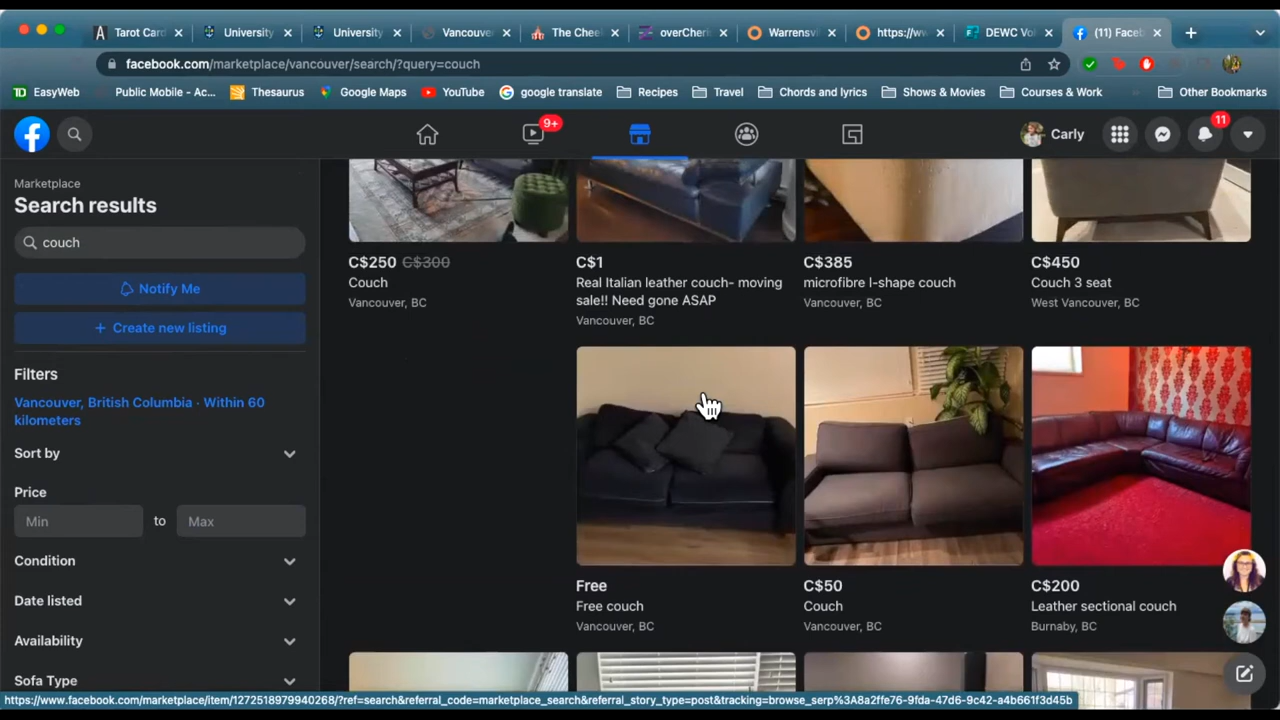 Tarot Card
University
University
Vancouve
The Chee
overCher
Warrensvi
https://ww
DEWC Vol
(11) Faceb
facebook.com/marketplace/vancouver/search/?query=couch
EasyWeb
Public Mobile - Ac...
Thesaurus
Google Maps
YouTube
google translate
Recipes
Travel
Chords and lyrics
Shows & Movies
Courses & Work
Other Bookmarks
9+
Carly
11
Marketplace
Search results
couch
Notify Me
+ Create new listing
Filters
Vancouver, British Columbia · Within 60
kilometers
Sort by
Price
Min
to
Max
Condition
Date listed
Availability
Sofa Type
C$250 C$300
Couch
Vancouver, BC
C$1
Real Italian leather couch- moving
sale!! Need gone ASAP
Vancouver, BC
C$385
microfibre l-shape couch
Vancouver, BC
C$450
Couch 3 seat
West Vancouver, BC
Free
Free couch
Vancouver, BC
C$50
Couch
Vancouver, BC
C$200
Leather sectional couch
Burnaby, BC
https://www.facebook.com/marketplace/item/1272518979940268/?ref=search&referral_code=marketplace_search&referral_story_type=post&tracking=browse_serp%3A8a2ffe76-9fda-47d6-9c42-a4b661f3d45b